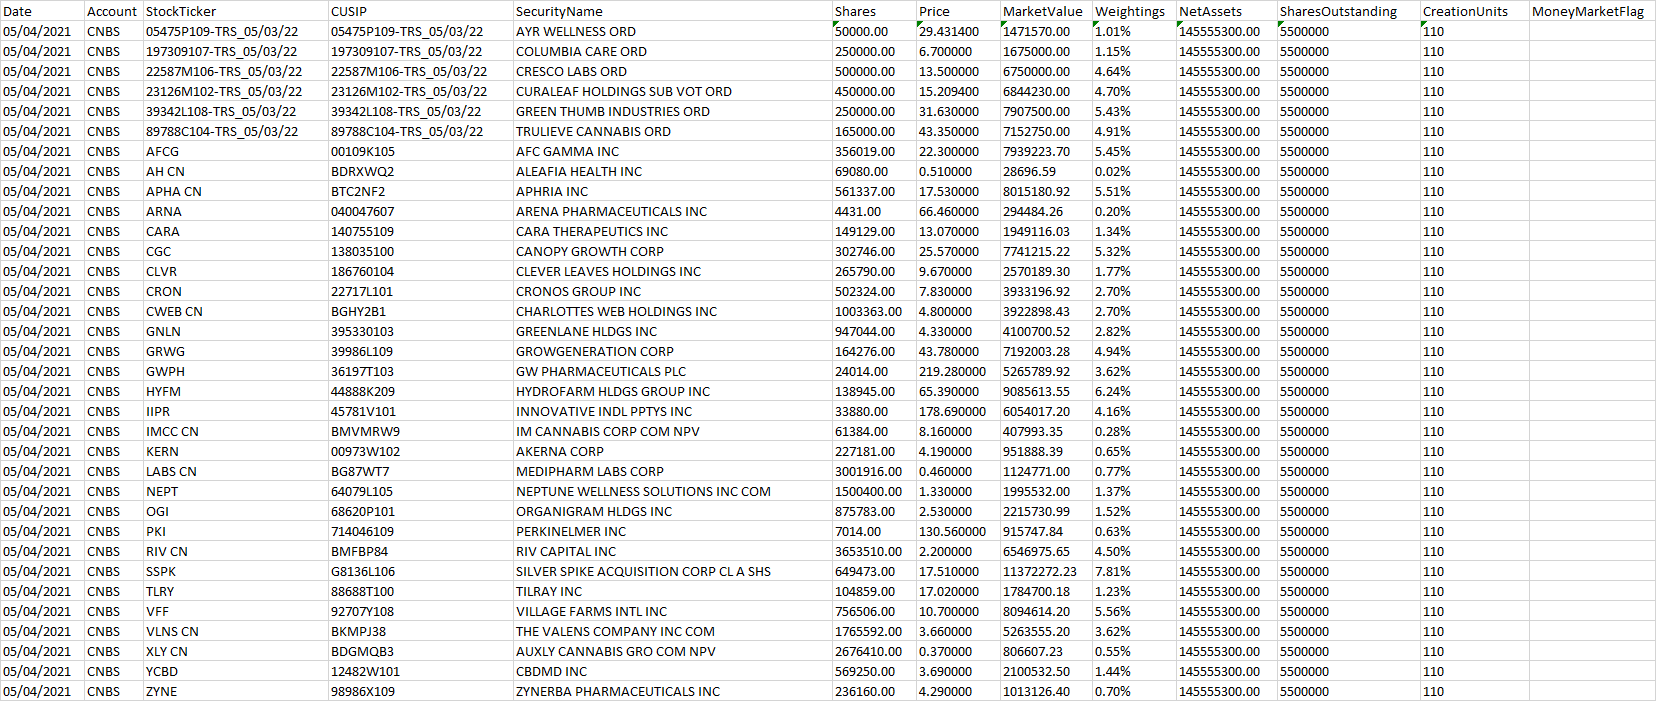 Date Account StockTicker CUSIP SecurityName Shares Price MarketValue Weightings NetAssets SharesOutstanding CreationUnits MoneyMarketFlag
05/04/2021 CNBS 05475P109-TRS_05/03/22 05475P109-TRS_05/03/22 AYR WELLNESS ORD 50000.00 29.431400 1471570.00 1.01% 145555300.00 5500000 110
05/04/2021 CNBS 197309107-TRS_05/03/22 197309107-TRS_05/03/22 COLUMBIA CARE ORD 250000.00 6.700000 1675000.00 1.15% 145555300.00 5500000 110
05/04/2021 CNBS 22587M106-TRS_05/03/22 22587M106-TRS_05/03/22 CRESCO LABS ORD 500000.00 13.500000 6750000.00 4.64% 145555300.00 5500000 110
05/04/2021 CNBS 23126M102-TRS_05/03/22 23126M102-TRS_05/03/22 CURALEAF HOLDINGS SUB VOT ORD 450000.00 15.209400 6844230.00 4.70% 145555300.00 5500000 110
05/04/2021 CNBS 39342L108-TRS_05/03/22 39342L108-TRS_05/03/22 GREEN THUMB INDUSTRIES ORD 250000.00 31.630000 7907500.00 5.43% 145555300.00 5500000 110
05/04/2021 CNBS 89788C104-TRS_05/03/22 89788C104-TRS_05/03/22 TRULIEVE CANNABIS ORD 165000.00 43.350000 7152750.00 4.91% 145555300.00 5500000 110
05/04/2021 CNBS AFCG 00109K105 AFC GAMMA INC 356019.00 22.300000 7939223.70 5.45% 145555300.00 5500000 110
05/04/2021 CNBS AH CN BDRXWQ2 ALEAFIA HEALTH INC 69080.00 0.510000 28696.59 0.02% 145555300.00 5500000 110
05/04/2021 CNBS APHA CN BTC2NF2 APHRIA INC 561337.00 17.530000 8015180.92 5.51% 145555300.00 5500000 110
05/04/2021 CNBS ARNA 040047607 ARENA PHARMACEUTICALS INC 4431.00 66.460000 294484.26 0.20% 145555300.00 5500000 110
05/04/2021 CNBS CARA 140755109 CARA THERAPEUTICS INC 149129.00 13.070000 1949116.03 1.34% 145555300.00 5500000 110
05/04/2021 CNBS CGC 138035100 CANOPY GROWTH CORP 302746.00 25.570000 7741215.22 5.32% 145555300.00 5500000 110
05/04/2021 CNBS CLVR 186760104 CLEVER LEAVES HOLDINGS INC 265790.00 9.670000 2570189.30 1.77% 145555300.00 5500000 110
05/04/2021 CNBS CRON 22717L101 CRONOS GROUP INC 502324.00 7.830000 3933196.92 2.70% 145555300.00 5500000 110
05/04/2021 CNBS CWEB CN BGHY2B1 CHARLOTTES WEB HOLDINGS INC 1003363.00 4.800000 3922898.43 2.70% 145555300.00 5500000 110
05/04/2021 CNBS GNLN 395330103 GREENLANE HLDGS INC 947044.00 4.330000 4100700.52 2.82% 145555300.00 5500000 110
05/04/2021 CNBS GRWG 39986L109 GROWGENERATION CORP 164276.00 43.780000 7192003.28 4.94% 145555300.00 5500000 110
05/04/2021 CNBS GWPH 36197T103 GW PHARMACEUTICALS PLC 24014.00 219.280000 5265789.92 3.62% 145555300.00 5500000 110
05/04/2021 CNBS HYFM 44888K209 HYDROFARM HLDGS GROUP INC 138945.00 65.390000 9085613.55 6.24% 145555300.00 5500000 110
05/04/2021 CNBS IIPR 45781V101 INNOVATIVE INDL PPTYS INC 33880.00 178.690000 6054017.20 4.16% 145555300.00 5500000 110
05/04/2021 CNBS IMCC CN BMVMRW9 IM CANNABIS CORP COM NPV 61384.00 8.160000 407993.35 0.28% 145555300.00 5500000 110
05/04/2021 CNBS KERN 00973W102 AKERNA CORP 227181.00 4.190000 951888.39 0.65% 145555300.00 5500000 110
05/04/2021 CNBS LABS CN BG87WT7 MEDIPHARM LABS CORP 3001916.00 0.460000 1124771.00 0.77% 145555300.00 5500000 110
05/04/2021 CNBS NEPT 64079L105 NEPTUNE WELLNESS SOLUTIONS INC COM 1500400.00 1.330000 1995532.00 1.37% 145555300.00 5500000 110
05/04/2021 CNBS OGI 68620P101 ORGANIGRAM HLDGS INC 875783.00 2.530000 2215730.99 1.52% 145555300.00 5500000 110
05/04/2021 CNBS PKI 714046109 PERKINELMER INC 7014.00 130.560000 915747.84 0.63% 145555300.00 5500000 110
05/04/2021 CNBS RIV CN BMFBP84 RIV CAPITAL INC 3653510.00 2.200000 6546975.65 4.50% 145555300.00 5500000 110
05/04/2021 CNBS SSPK G8136L106 SILVER SPIKE ACQUISITION CORP CL A SHS 649473.00 17.510000 11372272.23 7.81% 145555300.00 5500000 110
05/04/2021 CNBS TLRY 88688T100 TILRAY INC 104859.00 17.020000 1784700.18 1.23% 145555300.00 5500000 110
05/04/2021 CNBS VFF 92707Y108 VILLAGE FARMS INTL INC 756506.00 10.700000 8094614.20 5.56% 145555300.00 5500000 110
05/04/2021 CNBS VLNS CN BKMPJ38 THE VALENS COMPANY INC COM 1765592.00 3.660000 5263555.20 3.62% 145555300.00 5500000 110
05/04/2021 CNBS XLY CN BDGMQB3 AUXLY CANNABIS GRO COM NPV 2676410.00 0.370000 806607.23 0.55% 145555300.00 5500000 110
05/04/2021 CNBS YCBD 12482W101 CBDMD INC 569250.00 3.690000 2100532.50 1.44% 145555300.00 5500000 110
05/04/2021 CNBS ZYNE 98986X109 ZYNERBA PHARMACEUTICALS INC 236160.00 4.290000 1013126.40 0.70% 145555300.00 5500000 110